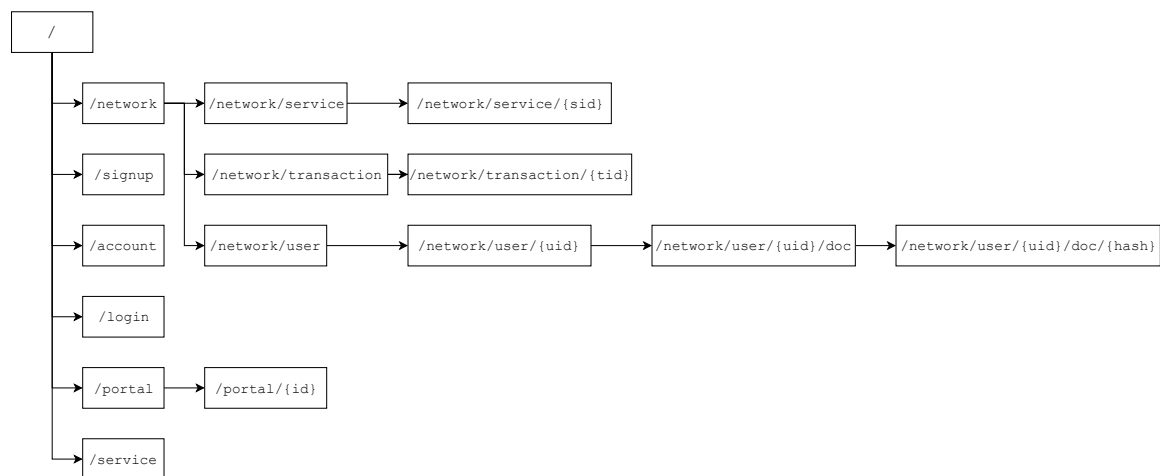 /
/network
/network/service
/network/service/{sid}
/signup
/network/transaction
/network/transaction/{tid}
/account
/network/user
/network/user/{uid}
/network/user/{uid}/doc
/network/user/{uid}/doc/{hash}
/login
/portal
/portal/{id}
/service